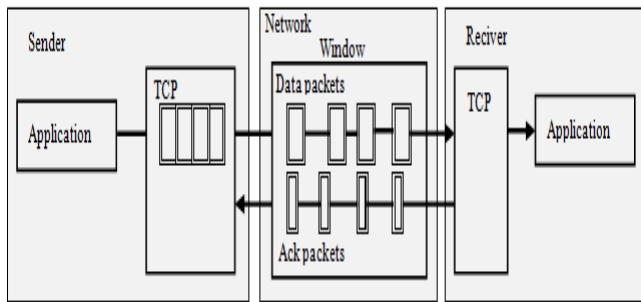 Sender
TCP
Application
Network
Window
Data packets
Ack packets
Reciver
TCP
Application